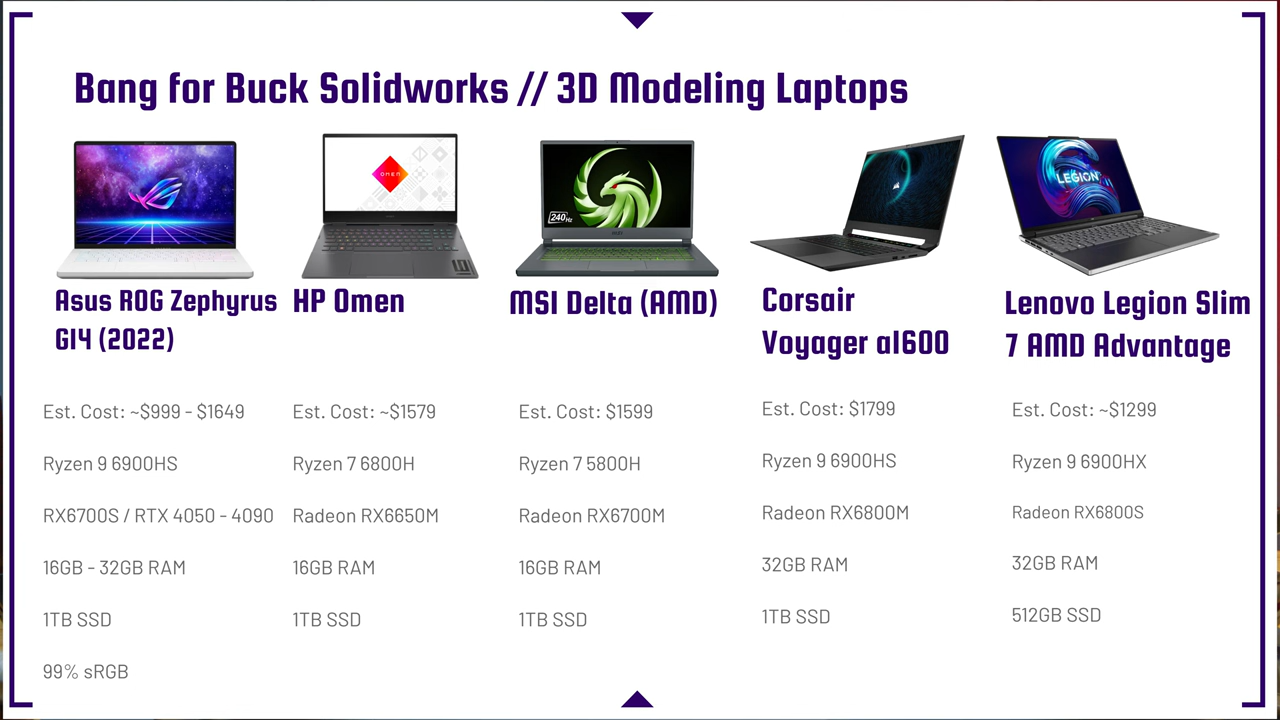 Bang for Buck Solidworks // 3D Modeling Laptops
OMEN
240Hz
LEGION
Asus ROG Zephyrus
G14 (2022)
Est. Cost: ~$999 - $1649
Ryzen 9 6900HS
RX6700S / RTX 4050 - 4090
16GB - 32GB RAM
1TB SSD
99% sRGB
HP Omen
Est. Cost: ~$1579
Ryzen 7 6800H
Radeon RX6650M
16GB RAM
1TB SSD
MSI Delta (AMD)
Est. Cost: $1599
Ryzen 7 5800H
Radeon RX6700M
16GB RAM
1TB SSD
Corsair
Voyager a1600
Est. Cost: $1799
Ryzen 9 6900HS
Radeon RX6800M
32GB RAM
1TB SSD
Lenovo Legion Slim
7 AMD Advantage
Est. Cost: ~$1299
Ryzen 9 6900HX
Radeon RX6800S
32GB RAM
512GB SSD